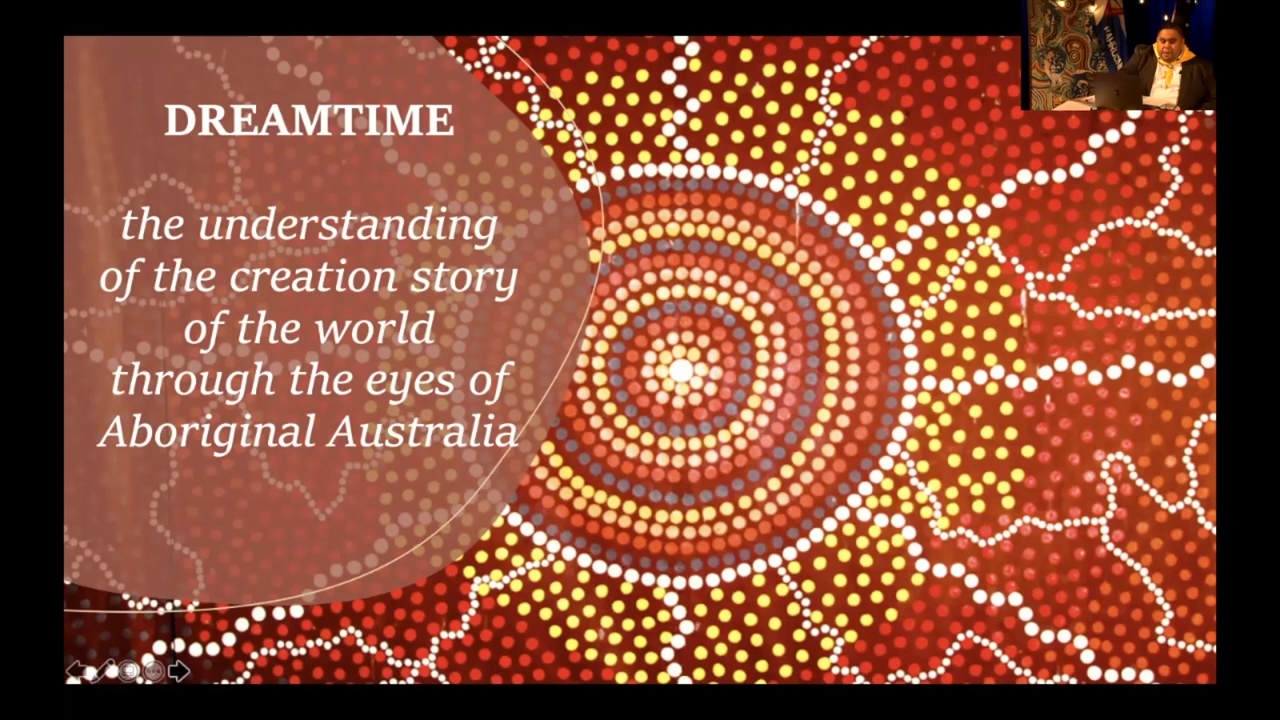 DREAMTIME
the understanding
of the creation story
of the world
through the eyes of
Aboriginal Australia